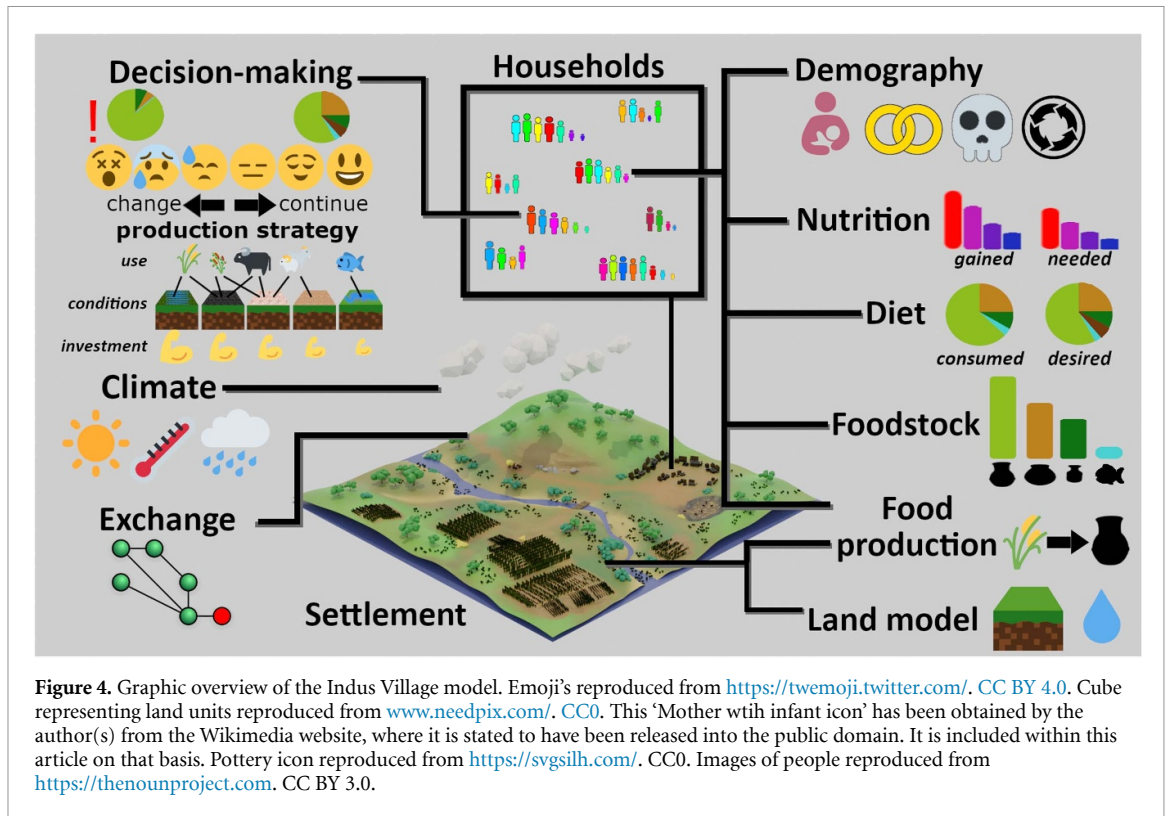 Decision-making
Households
Demography
change
continue
production strategy
use
conditions
investment
Nutrition
gained
needed
Diet
consumed
desired
Climate
Foodstock
Exchange
Food
production
Settlement
Land model
Figure 4. Graphic overview of the Indus Village model. Emoji's reproduced from https://twemoji.twitter.com/. CC BY 4.0. Cube
representing land units reproduced from www.needpix.com/. CC0. This ‘Mother wtih infant icon’ has been obtained by the
author(s) from the Wikimedia website, where it is stated to have been released into the public domain. It is included within this
article on that basis. Pottery icon reproduced from https://svgsilh.com/. CC0. Images of people reproduced from
https://thenounproject.com. CC BY 3.0.